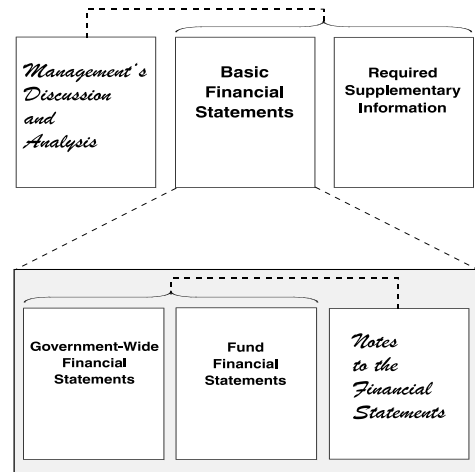 Management's
Discussion
and
Analysis
Basic
Financial
Statements
Required
Supplementary
Information
Government-Wide
Financial
Statements
Fund
Financial
Statements
Notes
to the
Financial
Statements